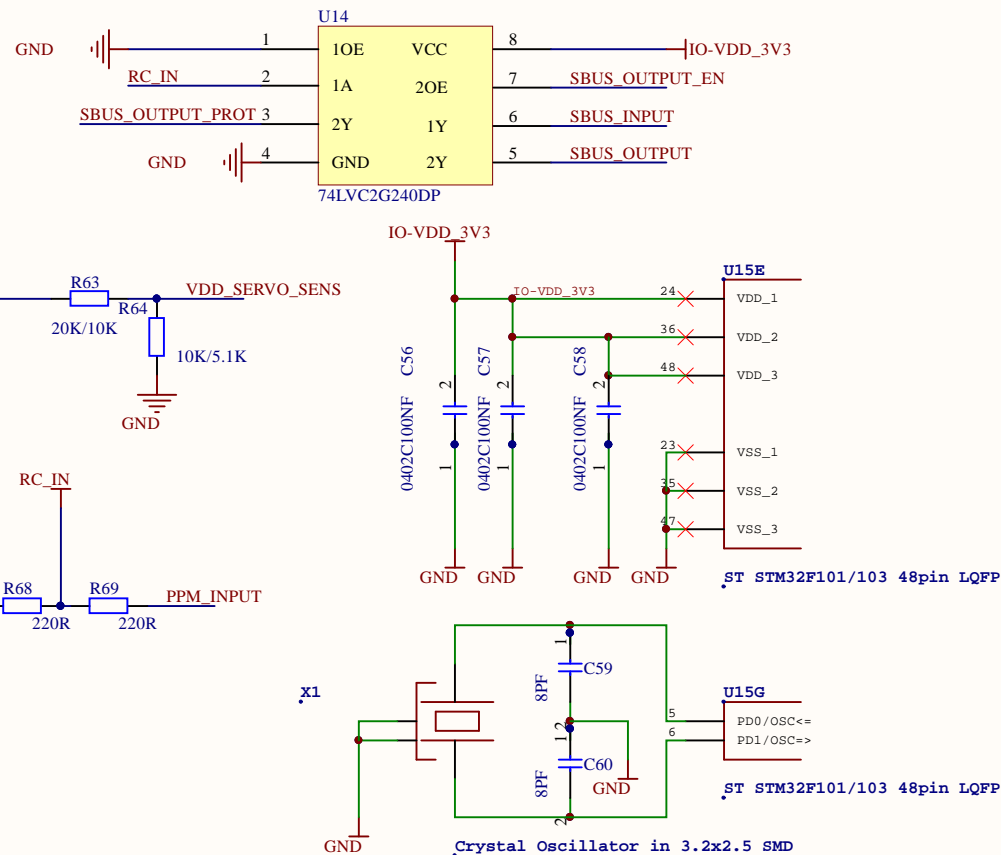 U14
GND 1 1OE VCC 8 IO-VDD_3V3
RC_IN 2 1A 2OE 7 SBUS_OUTPUT_EN
SBUS_OUTPUT_PROT 3 2Y 1Y 6 SBUS_INPUT
GND 4 GND 2Y 5 SBUS_OUTPUT
74LVC2G240DP
IO-VDD_3V3
R63 VDD_SERVO_SENS
R64
20K/10K
10K/5.1K
GND
U15E
IO-VDD_3V3 24 VDD_1
36 VDD_2
48 VDD_3
23 VSS_1
35 VSS_2
47 VSS_3
C56 C57 C58
2 2 2
0402C100NF 0402C100NF 0402C100NF
1 1 1
GND GND GND GND
ST STM32F101/103 48pin LQFP
RC_IN
R68 R69 PPM_INPUT
220R 220R
X1
1
C59
8PF
2
1
C60
8PF
2
GND
GND
U15G
5 PD0/OSC<=
6 PD1/OSC=>
ST STM32F101/103 48pin LQFP
Crystal Oscillator in 3.2x2.5 SMD